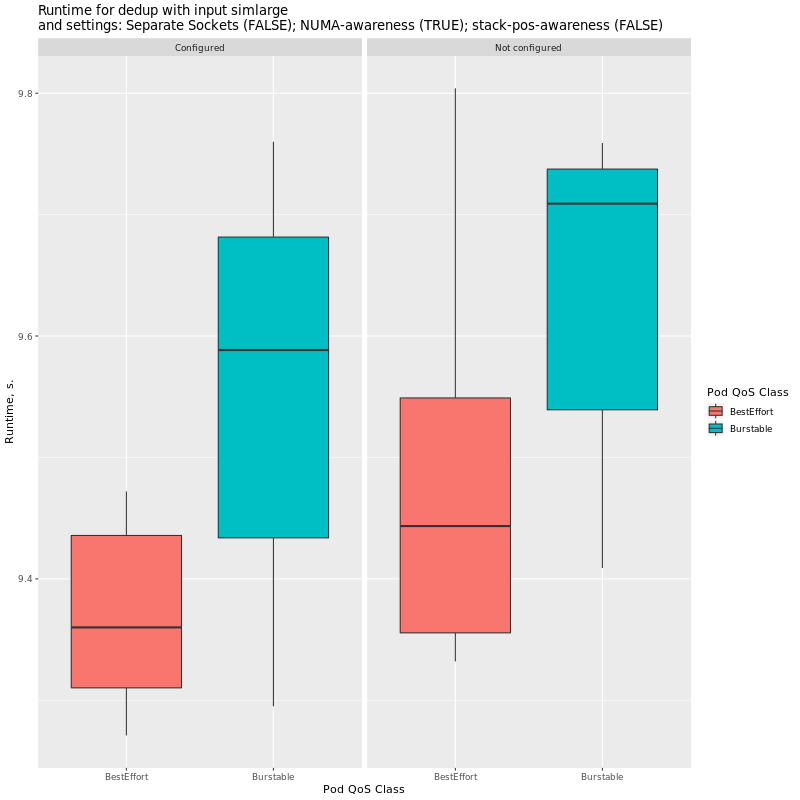 Runtime for dedup with input simlarge
and settings: Separate Sockets (FALSE); NUMA-awareness (TRUE); stack-pos-awareness (FALSE)
Configured
Not configured
9.8
9.6
9.4
Runtime, s.
BestEffort
Burstable
BestEffort
Burstable
Pod QoS Class
Pod QoS Class
BestEffort
Burstable